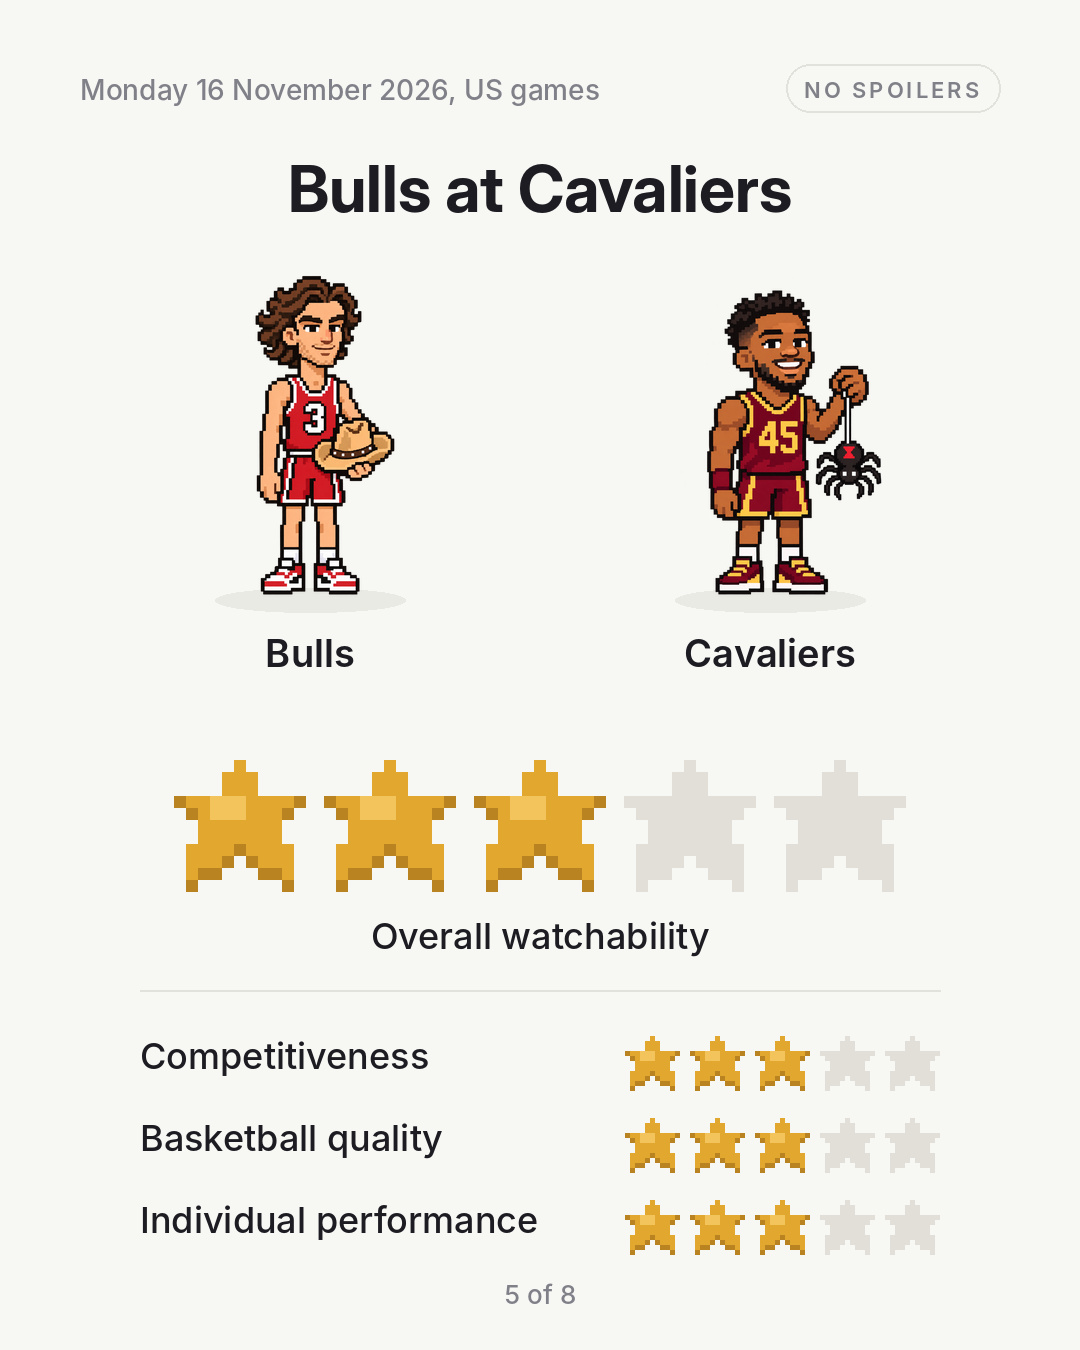 Monday 16 November 2026, US games
NO SPOILERS
Bulls at Cavaliers
3
45
Bulls
Cavaliers
Overall watchability
Competitiveness
Basketball quality
Individual performance
5 of 8